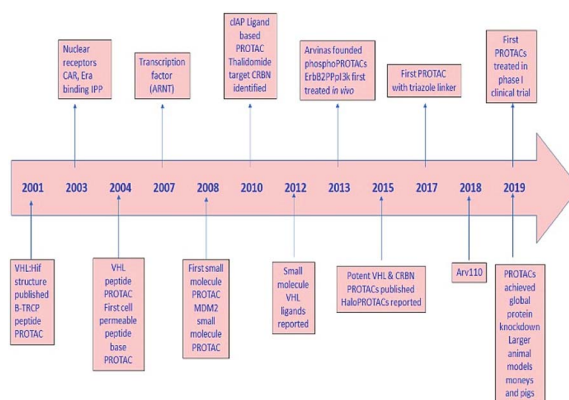 Nuclear
receptors
CAR, Era
binding IPP
Transcription
factor
(ARNT)
cIAP Ligand
based
PROTAC
Thalidomide
target CRBN
identified
Arvinas founded
phosphoPROTACs
ErbB2PPpI3k first
treated in vivo
First PROTAC
with triazole linker
First
PROTACs
treated in
phase I
clinical trial
2001 2003 2004 2007 2008 2010 2012 2013 2015 2017 2018 2019
VHL:Hif
structure
published
B-TRCP
peptide
PROTAC
VHL
peptide
PROTAC
First cell
permeable
peptide
base PROTAC
First small
molecule
PROTAC
MDM2
small
molecule
PROTAC
Small
molecule
VHL
ligands
reported
Potent VHL & CRBN
PROTACs published
HaloPROTACs reported
Arv110
PROTACs
achieved
global
protein
knockdown
Larger
animal
models
moneys
and pigs